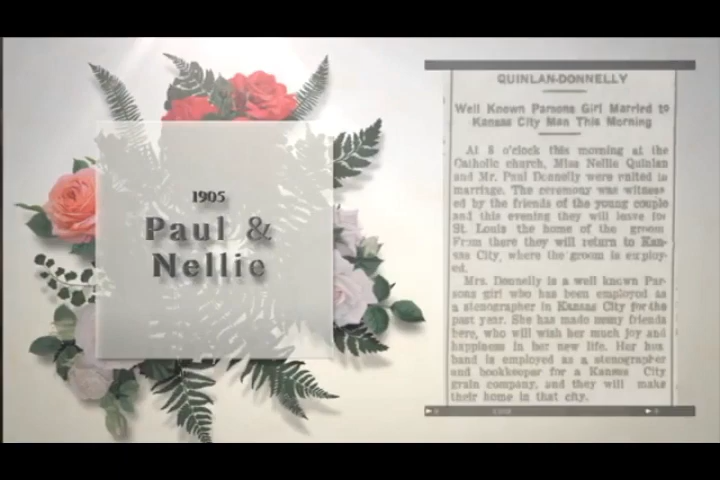 1905
Paul &
Nellie
QUINLAN-DONNELLY
Well Known Parsons Girl Married to
Kansas City Man This Morning
At 8 o'clock this morning at the
Catholic church, Miss Nellie Quinlan
and Mr. Paul Donnelly were united in
marriage. The ceremony was witness
ed by the friends of the young couple
and this evening they will leave for
St. Louis the home of the groom
From there they will return to Kan-
sas City, where the groom is employ-
ed.
Mrs. Donnelly is a well known Par-
sons girl who has been employed as
a stenographer in Kansas City for the
past year. She has made many friends
here, who will wish her much joy and
happiness in her new life. Her hus
band is employed as a stenographer
and bookkeeper for a Kansas City
grain company, and they will make
their home in that city.